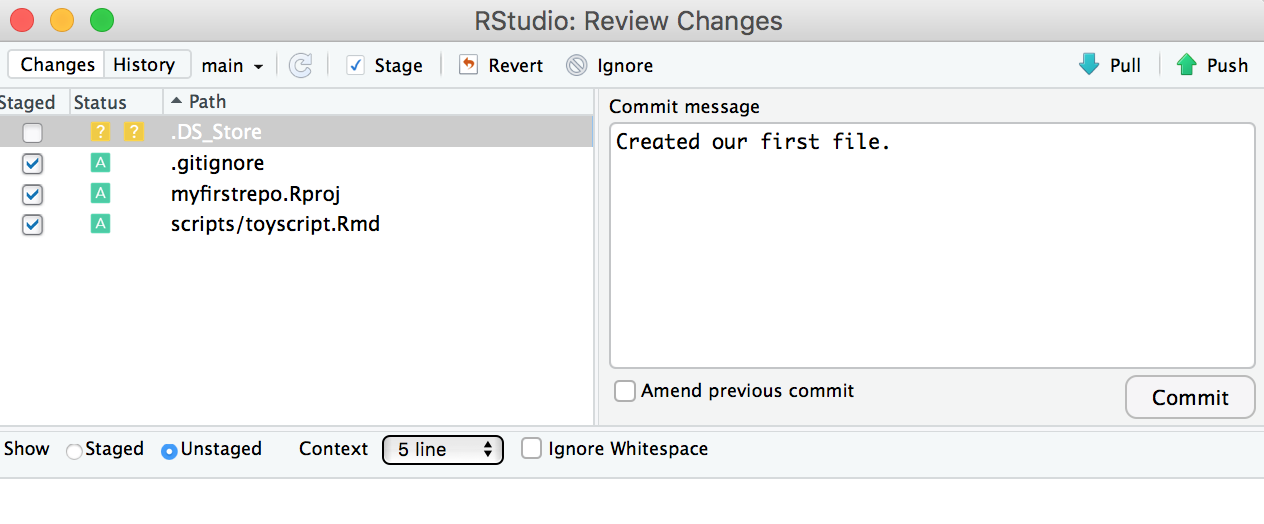 RStudio: Review Changes
Changes History main Stage Revert Ignore Pull Push
Staged Status Path
? ? .DS_Store
A .gitignore
A myfirstrepo.Rproj
A scripts/toyscript.Rmd
Commit message
Created our first file.
Amend previous commit
Commit
Show Staged Unstaged Context 5 line Ignore Whitespace